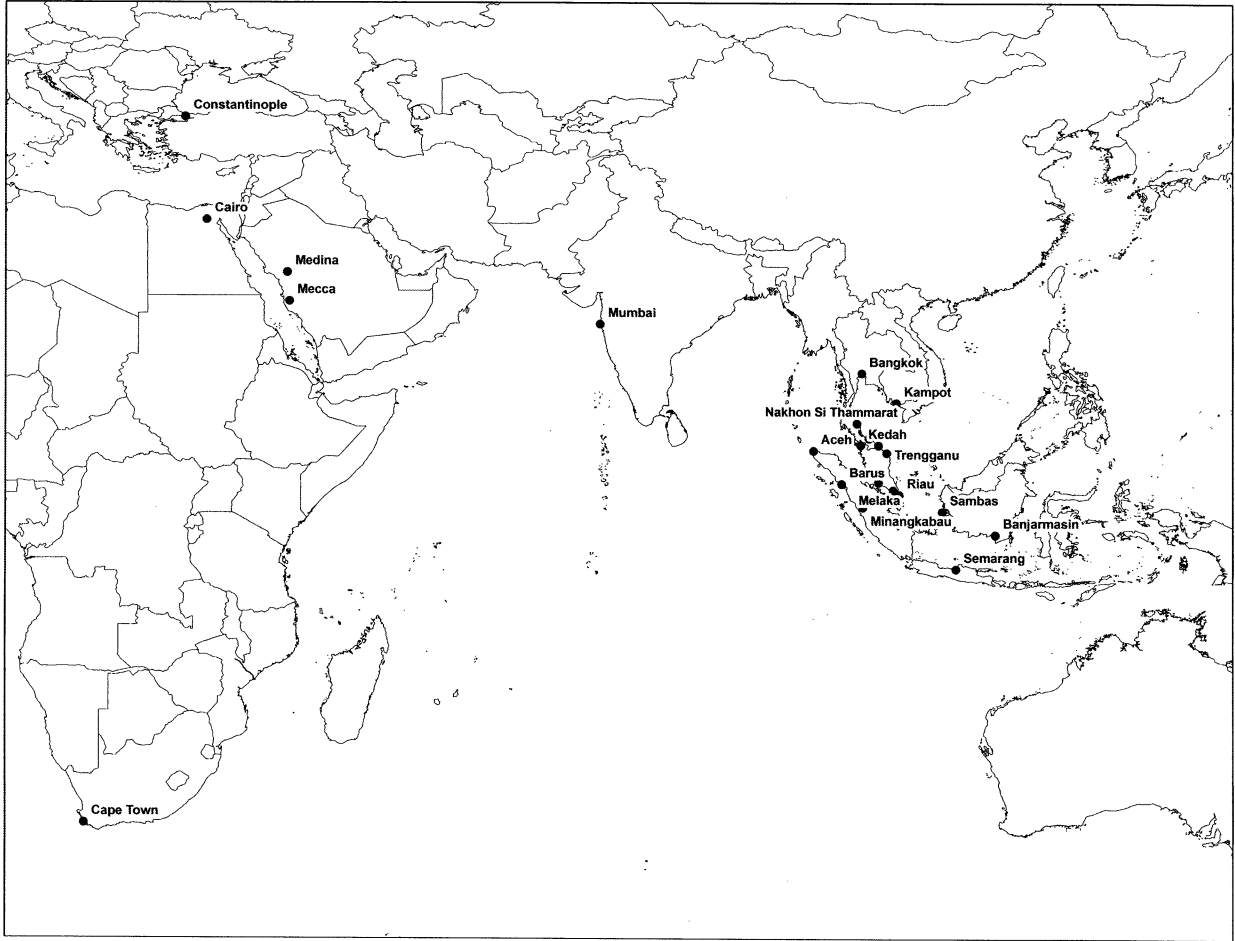 Constantinople
Cairo
Medina
Mecca
Mumbai
Bangkok
Kampot
Nakhon Si Thammarat
Aceh
Kedah
Trengganu
Barus
Riau
Melaka
Sambas
Minangkabau
Banjarmasin
Semarang
Cape Town